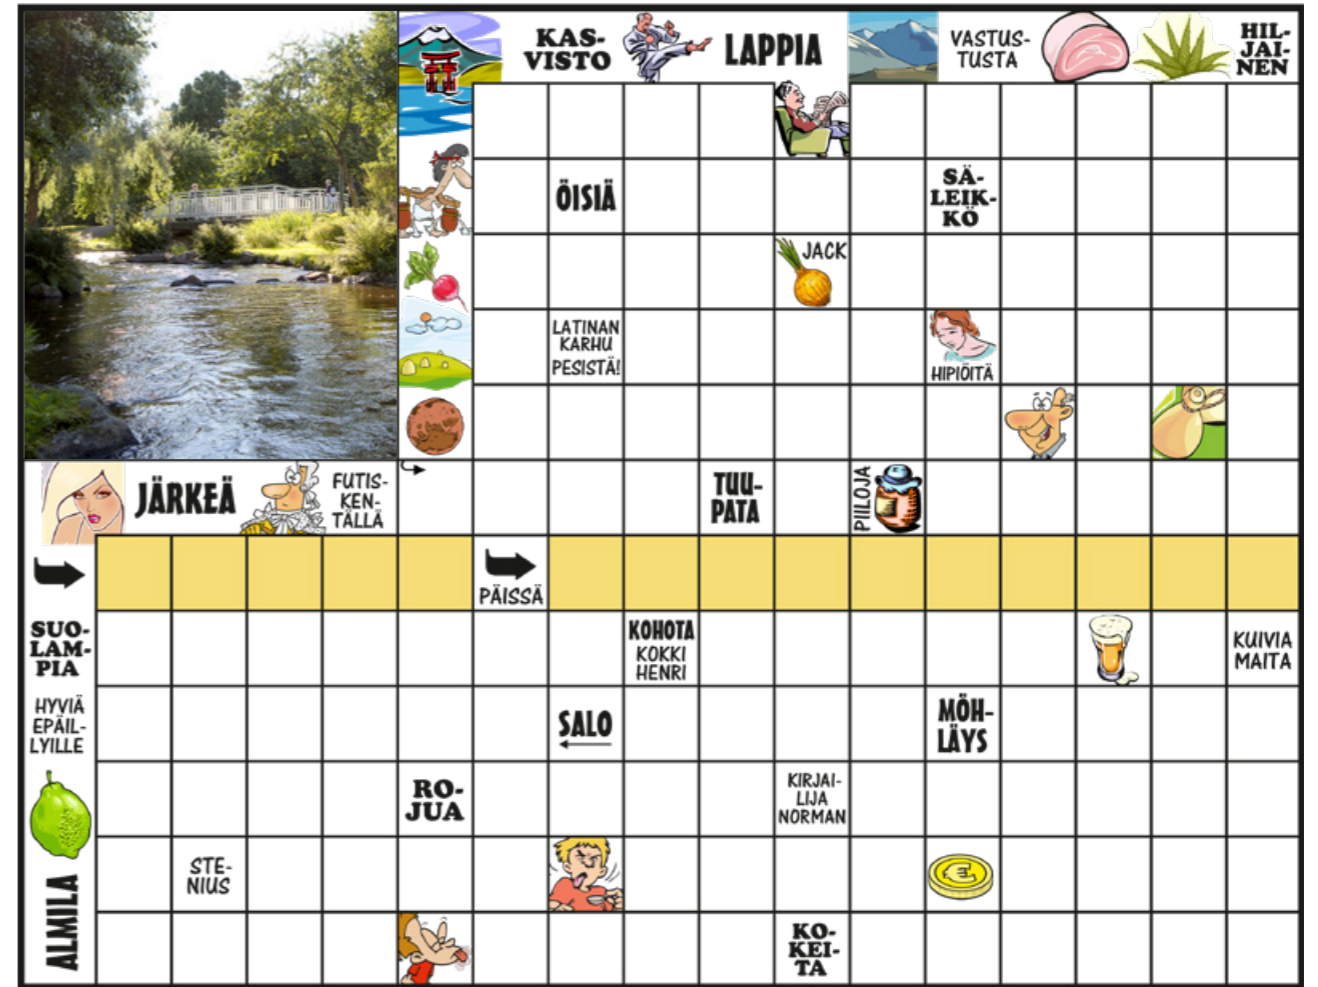 KAS-
VISTO
LAPPIA
VASTUS-
TUSTA
HIL-
JAI-
NEN
ÖISIÄ
SÄ-
LEIK-
KÖ
JACK
LATINAN
KARHU
PESISTÄ!
HIPIÖITÄ
JÄRKEÄ
FUTIS-
KEN-
TÄLLÄ
TUU-
PATA
PIILOJA
PÄISSÄ
SUO-
LAM-
PIA
KOHOTA
KOKKI
HENRI
KUIVIA
MAITA
HYVIÄ
EPÄIL-
LYILLE
SALO
MÖH-
LÄYS
RO-
JUA
KIRJAI-
LIJA
NORMAN
STE-
NIUS
€
ALMILA
KO-
KEI-
TA